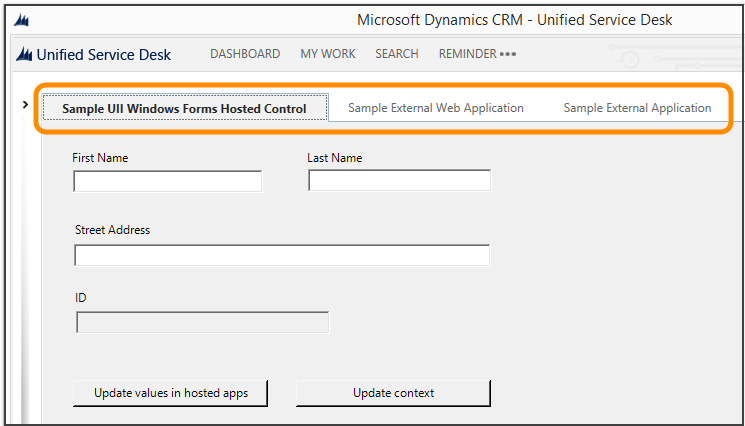 Microsoft Dynamics CRM - Unified Service Desk
Unified Service Desk DASHBOARD MY WORK SEARCH REMINDER •••
Sample UII Windows Forms Hosted Control Sample External Web Application Sample External Application
First Name Last Name
Street Address
ID
Update values in hosted apps Update context